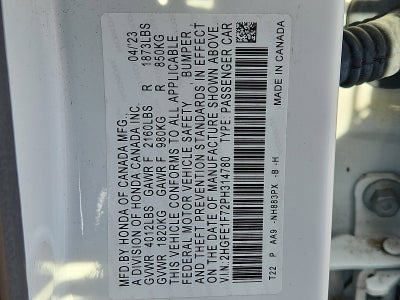 MFD BY HONDA OF CANADA MFG., 04/23
A DIVISION OF HONDA CANADA INC.
GVWR 4012LBS GAWR F 2160LBS R 1873LBS
GVWR 1820KG GAWR F 980KG R 850KG
THIS VEHICLE CONFORMS TO ALL APPLICABLE
FEDERAL MOTOR VEHICLE SAFETY, BUMPER,
AND THEFT PREVENTION STANDARDS IN EFFECT
ON THE DATE OF MANUFACTURE SHOWN ABOVE.
V.I.N.:2HGFE1F72PH314780 TYPE: PASSENGER CAR
T22 P AA9 -NH883PX -B -H
MADE IN CANADA